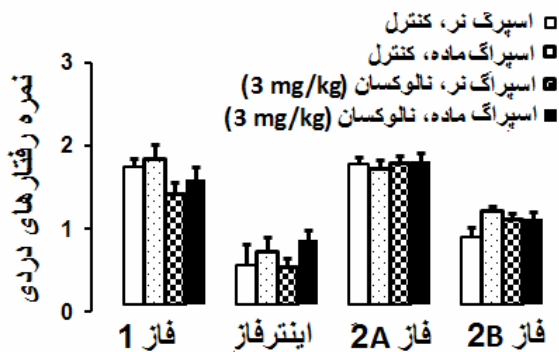 اسپرگ نر، کنترل
اسپراگ ماده، کنترل
اسپراگ نر، نالوکسان (3 mg/kg)
اسپراگ ماده، نالوکسان (3 mg/kg)
نمره رفتارهای دردی
3
2
1
0
فاز 1
اینترفاز
فاز 2A
فاز 2B